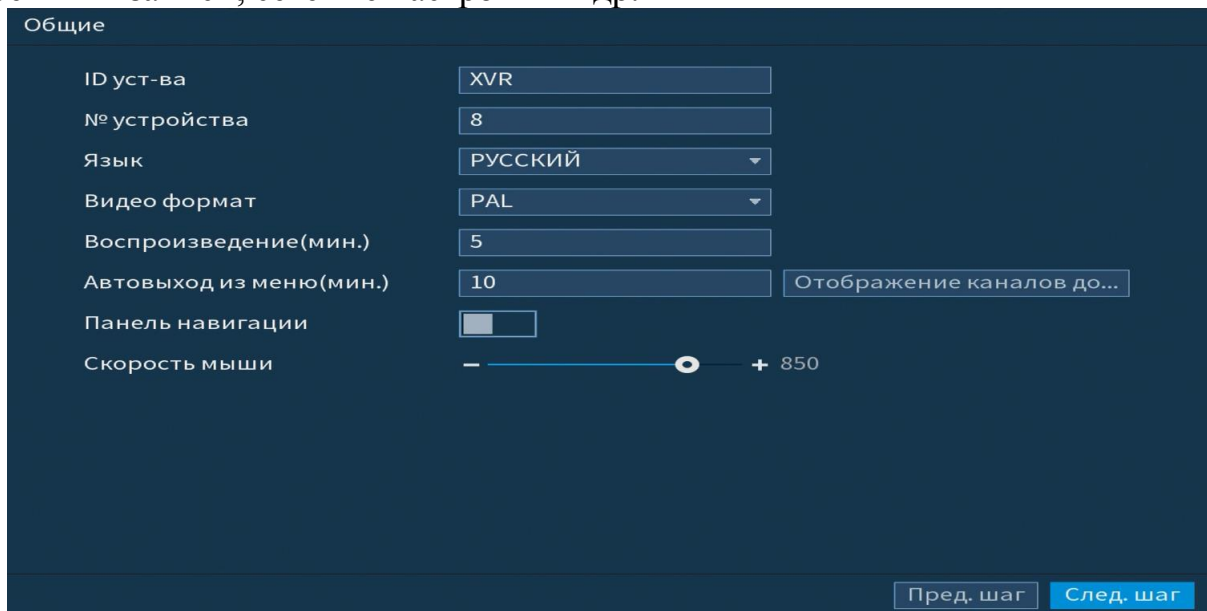 Общие
ID уст-ва XVR
№ устройства 8
Язык РУССКИЙ
Видео формат PAL
Воспроизведение(мин.) 5
Автовыход из меню(мин.) 10 Отображение каналов до...
Панель навигации
Скорость мыши 850
Пред. шаг След. шаг